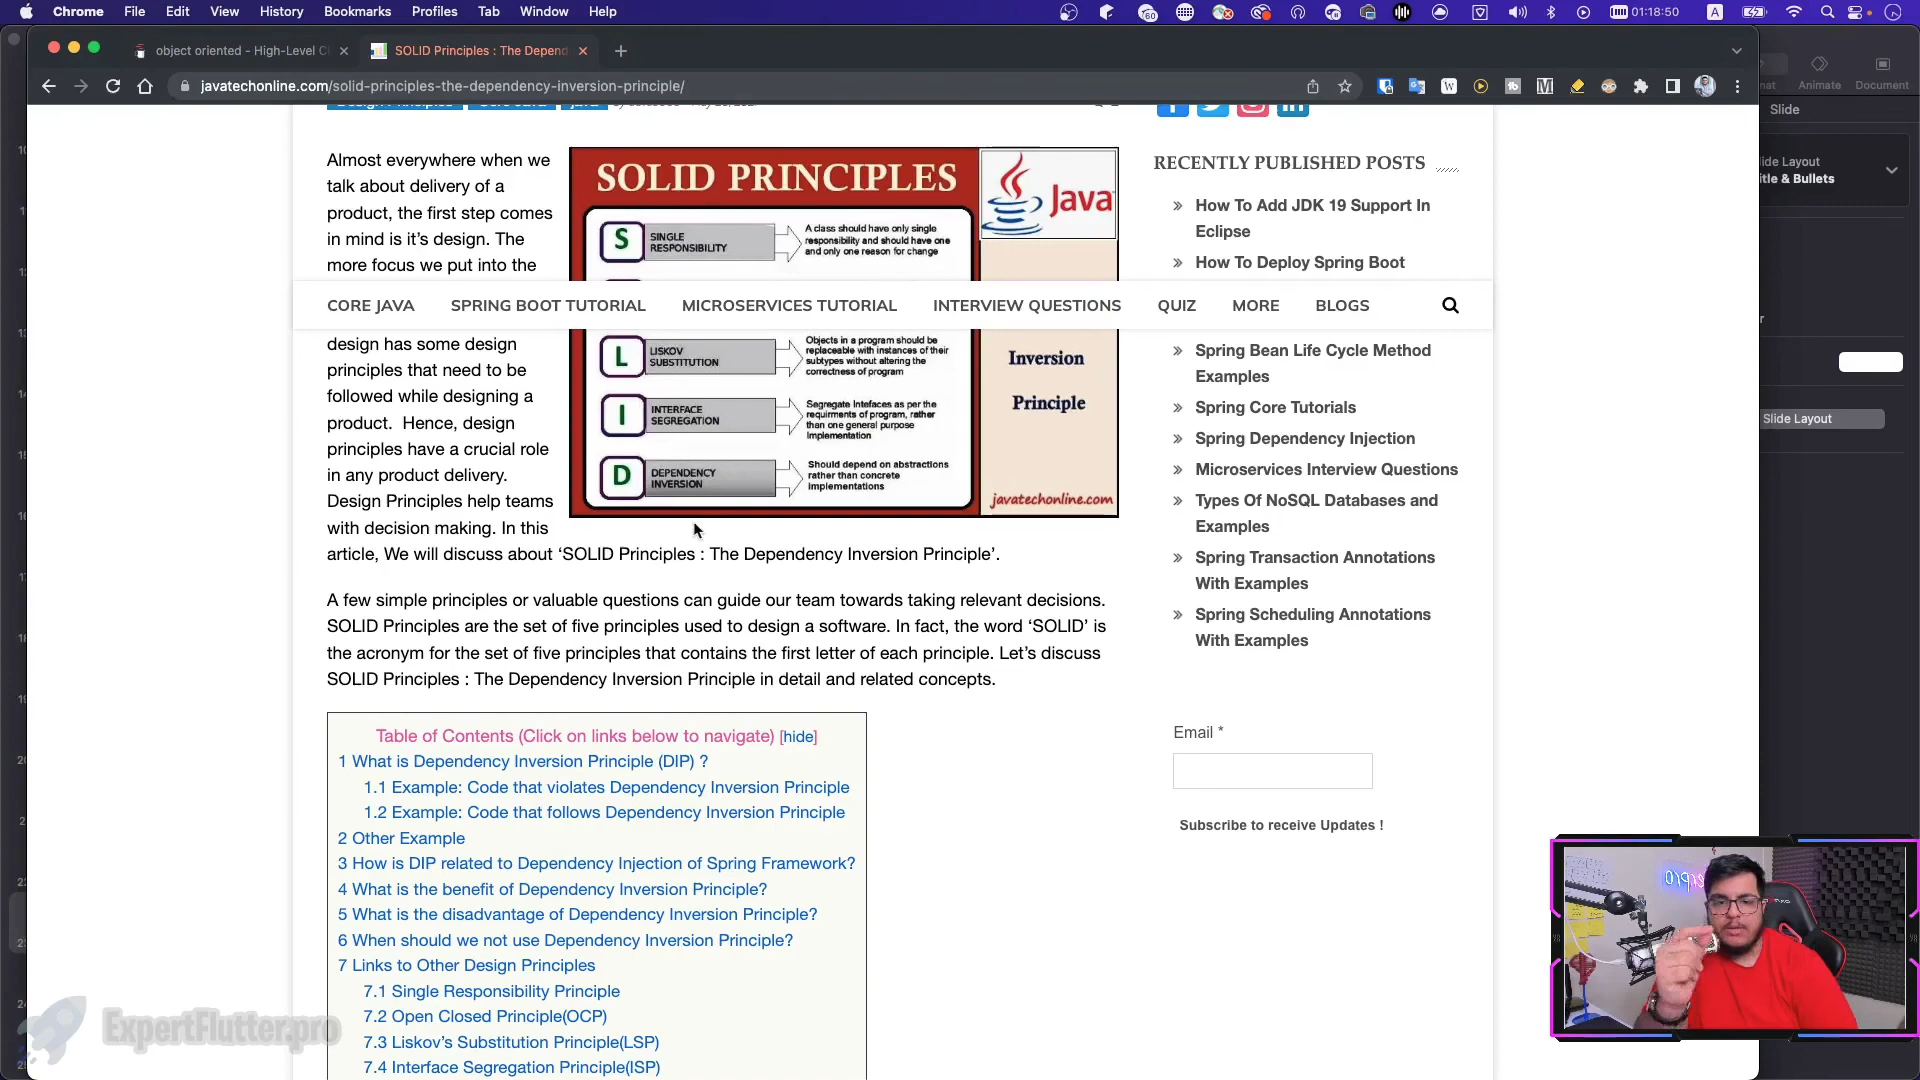 Chrome File Edit View History Bookmarks Profiles Tab Window Help
60
01:18:50
A
object oriented - High-Level Cl
SOLID Principles : The Depend
javatechonline.com/solid-principles-the-dependency-inversion-principle/
Animate
Document
Slide
Title & Bullets
Slide Layout
Almost everywhere when we
talk about delivery of a
product, the first step comes
in mind is it's design. The
more focus we put into the
SOLID PRINCIPLES
Java
S
SINGLE
RESPONSIBILITY
A class should have only single
responsibility and should have one
and only one reason for change
CORE JAVA
SPRING BOOT TUTORIAL
MICROSERVICES TUTORIAL
INTERVIEW QUESTIONS
QUIZ
MORE
BLOGS
design has some design
principles that need to be
followed while designing a
product. Hence, design
principles have a crucial role
in any product delivery.
Design Principles help teams
with decision making. In this
article, We will discuss about ‘SOLID Principles : The Dependency Inversion Principle’.
L
LISKOV
SUBSTITUTION
Objects in a program should be
replaceable with instances of their
subtypes without altering the
correctness of program
I
INTERFACE
SEGREGATION
Segregate Intefaces as per the
requirments of program, rather
than one general purpose
implementation
D
DEPENDENCY
INVERSION
Should depend on abstractions
rather than concrete
implementations
Inversion
Principle
javatechonline.com
A few simple principles or valuable questions can guide our team towards taking relevant decisions.
SOLID Principles are the set of five principles used to design a software. In fact, the word ‘SOLID’ is
the acronym for the set of five principles that contains the first letter of each principle. Let’s discuss
SOLID Principles : The Dependency Inversion Principle in detail and related concepts.
Table of Contents (Click on links below to navigate) [hide]
1 What is Dependency Inversion Principle (DIP) ?
1.1 Example: Code that violates Dependency Inversion Principle
1.2 Example: Code that follows Dependency Inversion Principle
2 Other Example
3 How is DIP related to Dependency Injection of Spring Framework?
4 What is the benefit of Dependency Inversion Principle?
5 What is the disadvantage of Dependency Inversion Principle?
6 When should we not use Dependency Inversion Principle?
7 Links to Other Design Principles
7.1 Single Responsibility Principle
7.2 Open Closed Principle(OCP)
7.3 Liskov’s Substitution Principle(LSP)
7.4 Interface Segregation Principle(ISP)
RECENTLY PUBLISHED POSTS
How To Add JDK 19 Support In
Eclipse
How To Deploy Spring Boot
Spring Bean Life Cycle Method
Examples
Spring Core Tutorials
Spring Dependency Injection
Microservices Interview Questions
Types Of NoSQL Databases and
Examples
Spring Transaction Annotations
With Examples
Spring Scheduling Annotations
With Examples
Email *
Subscribe to receive Updates !
ExpertFlutter.pro